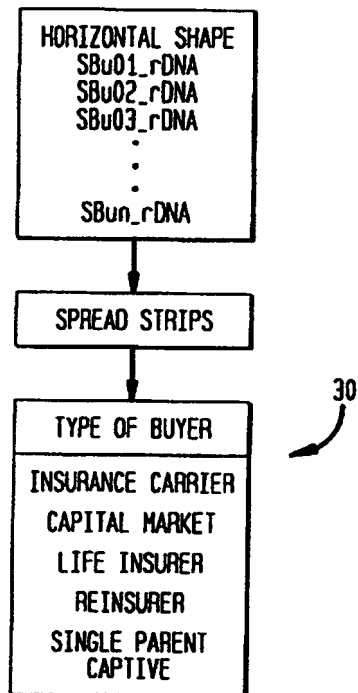 HORIZONTAL SHAPE
SBu01_rDNA
SBu02_rDNA
SBu03_rDNA
.
.
.
SBun_rDNA
SPREAD STRIPS
30
TYPE OF BUYER
INSURANCE CARRIER
CAPITAL MARKET
LIFE INSURER
REINSURER
SINGLE PARENT
CAPTIVE